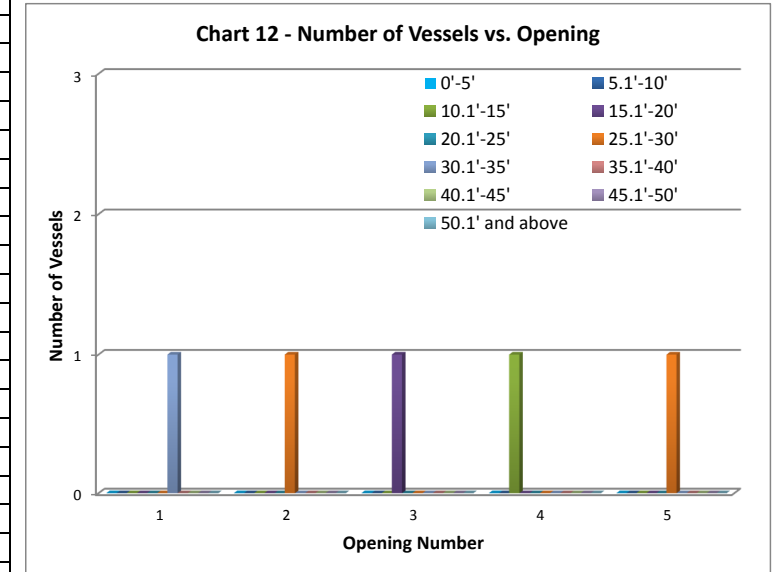 Chart 12 - Number of Vessels vs. Opening
3
0'-5' 5.1'-10'
10.1'-15' 15.1'-20'
20.1'-25' 25.1'-30'
30.1'-35' 35.1'-40'
40.1'-45' 45.1'-50'
50.1' and above
2
Number of Vessels
1
0
1 2 3 4 5
Opening Number